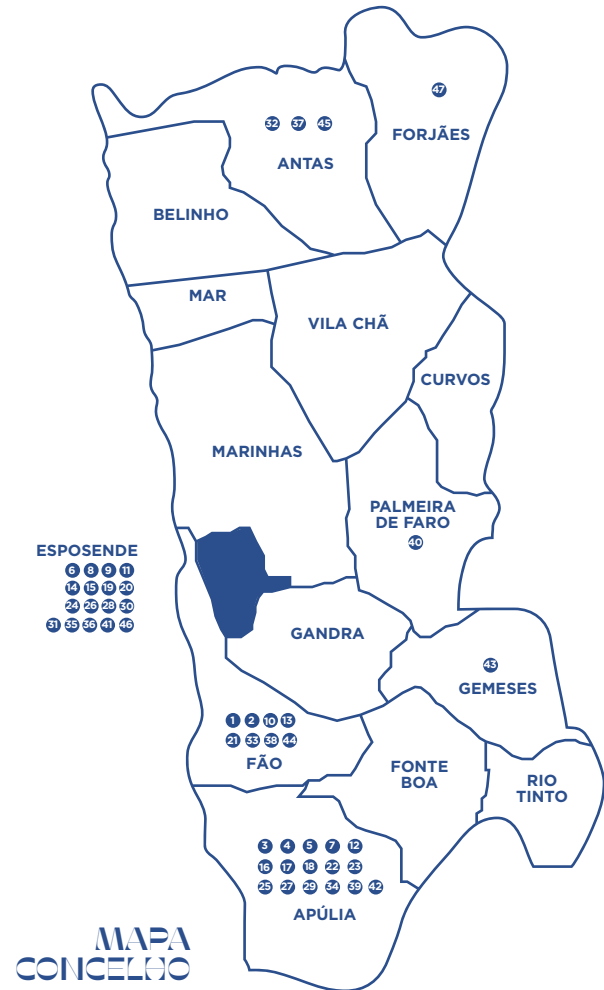 47
FORJÃES
32 37 45
ANTAS
BELINHO
MAR
VILA CHÃ
CURVOS
MARINHAS
PALMEIRA
DE FARO
40
ESPOSENDE
6 8 9 11
14 15 19 20
24 26 28 30
31 35 36 41 46
GANDRA
43
GEMESES
1 2 10 13
21 33 38 44
FÃO
FONTE
BOA
RIO
TINTO
3 4 5 7 12
16 17 18 22 23
25 27 29 34 39 42
APÚLIA
MAPA
CONCELHO